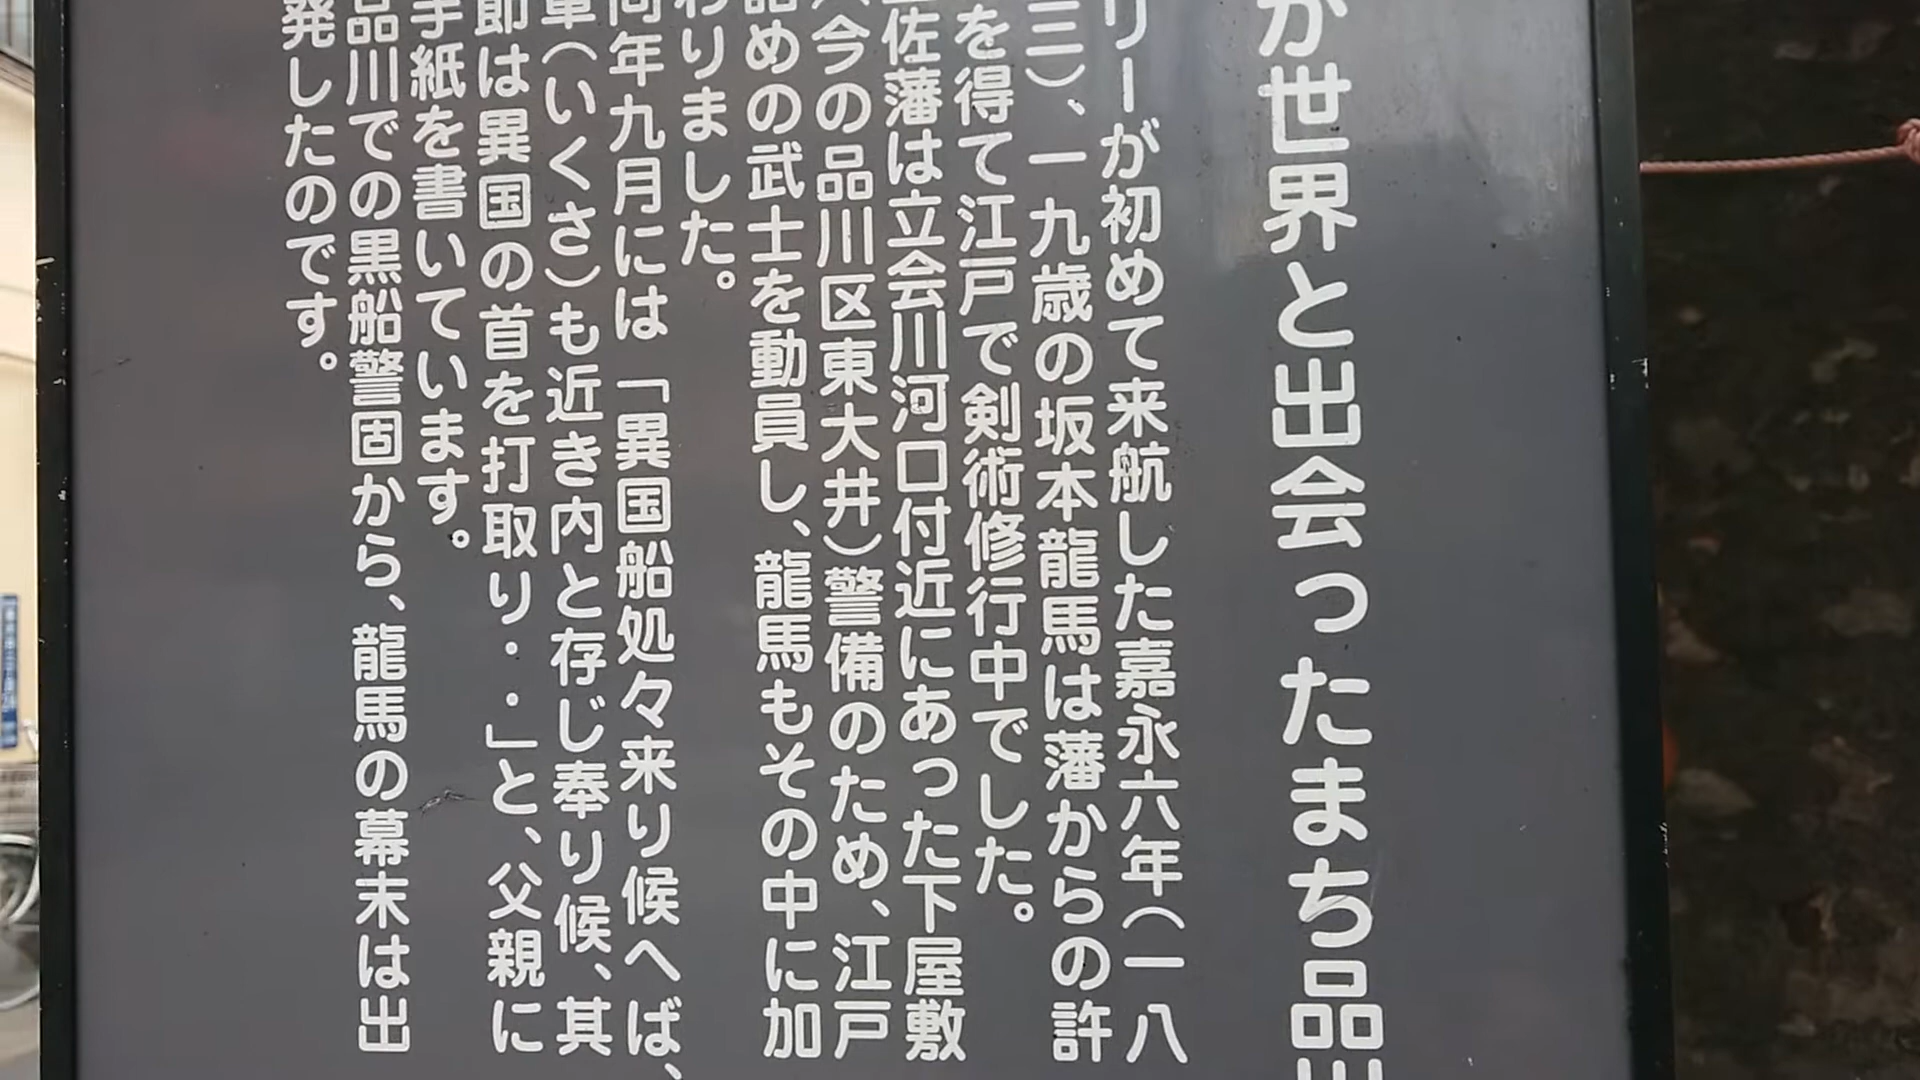 が世界と出会ったまち品川
リーが初めて来航した嘉永六年（一八
三）、一九歳の坂本龍馬は藩からの許
を得て江戸で剣術修行中でした。
佐藩は立会川河口付近にあった下屋敷
今の品川区東大井）警備のため、江戸
詰めの武士を動員し、龍馬もその中に加
わりました。
同年九月には「異国船処々来り候へば、
軍（いくさ）も近き内と存じ奉り候、其
節は異国の首を打取り・・」と、父親に
手紙を書いています。
品川での黒船警固から、龍馬の幕末は出
発したのです。